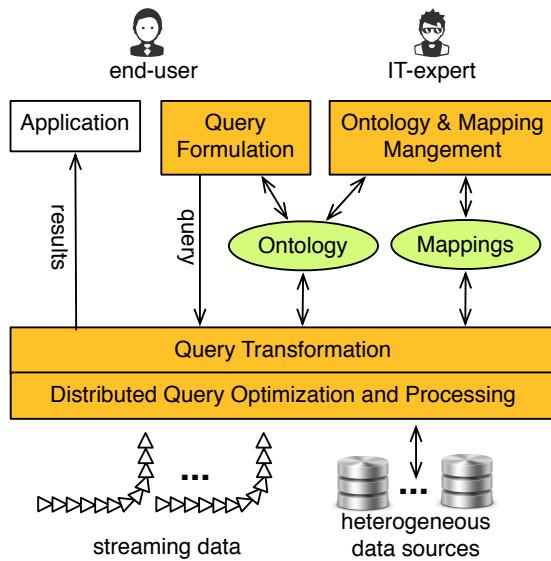 end-user
IT-expert
Application
Query
Formulation
Ontology & Mapping
Mangement
results
query
Ontology
Mappings
Query Transformation
Distributed Query Optimization and Processing
...
...
streaming data
heterogeneous
data sources